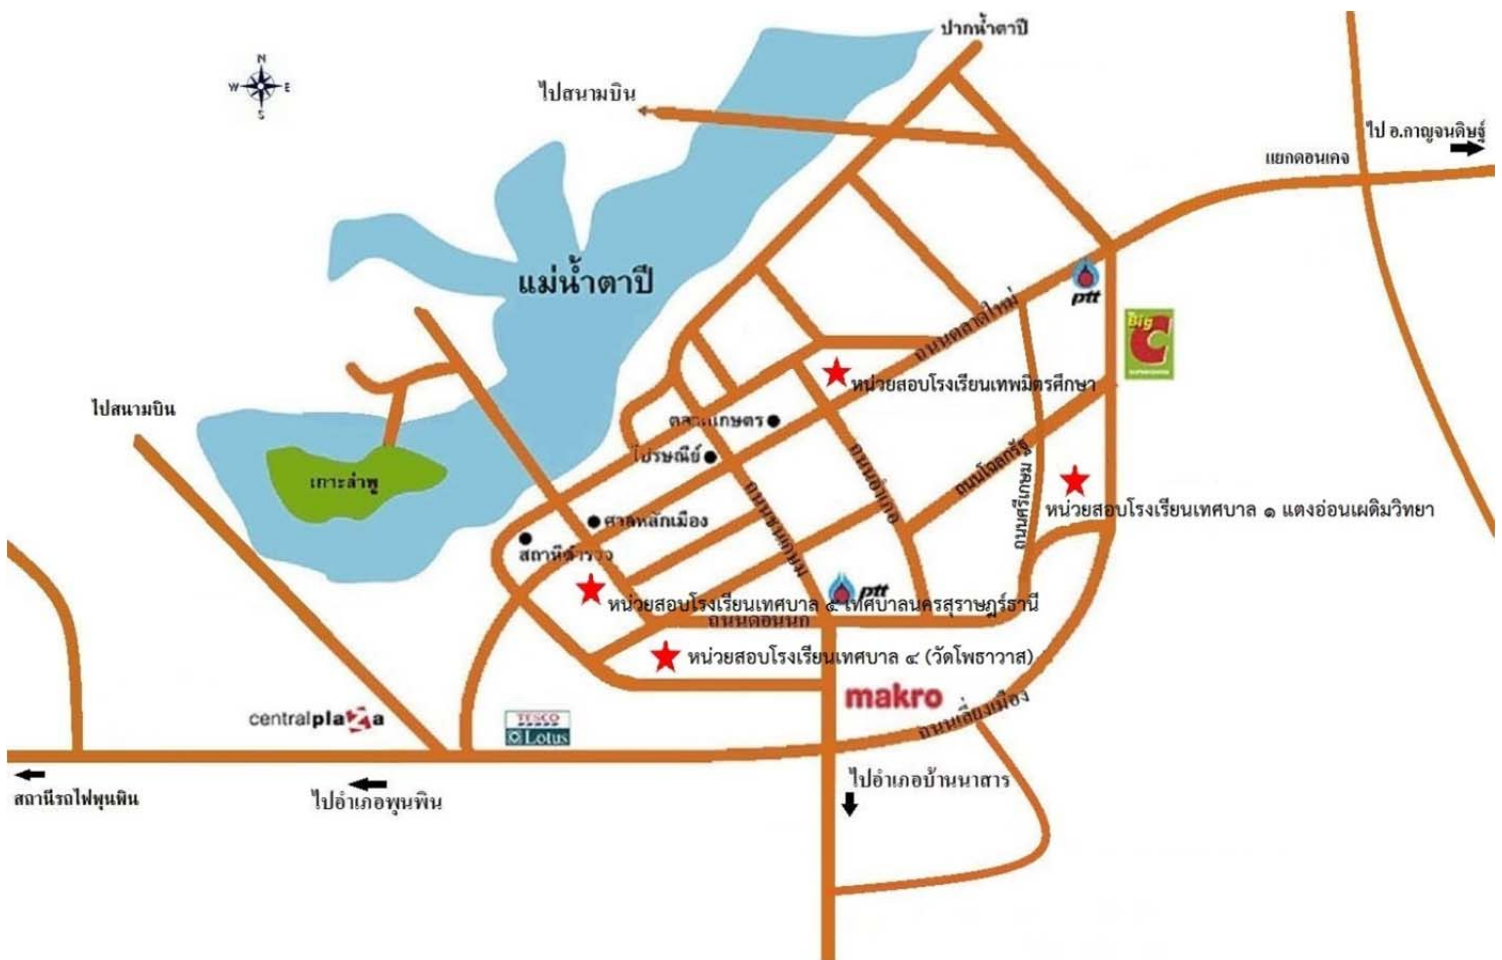 ปากน้ำตาปี
N
W E
S
ไปสนามบิน
ไป อ.กาญจนดิษฐ์
แยกดอนเคจ
แม่น้ำตาปี
ptt
Big
C
ถนนตลาดใหม่
หน่วยสอบโรงเรียนเทพมิตรศึกษา
ไปสนามบิน
ตลาดเกษตร
ไปรษณีย์
ถนนอำเภอ
ถนนโฉลกรัฐ
เกาะลำพู
ถนนชนเกษม
ถนนศรีเกษม
หน่วยสอบโรงเรียนเทศบาล ๑ แตงอ่อนเผดิมวิทยา
ศาลหลักเมือง
สถานีตำรวจ
ptt
หน่วยสอบโรงเรียนเทศบาล ๕ เทศบาลนครสุราษฎร์ธานี
ถนนดอนนก
หน่วยสอบโรงเรียนเทศบาล ๔ (วัดโพธาวาส)
makro
centralplaza
TESCO
Lotus
ถนนเลี่ยงเมือง
ไปอำเภอบ้านนาสาร
สถานีรถไฟพุนพิน
ไปอำเภอพุนพิน